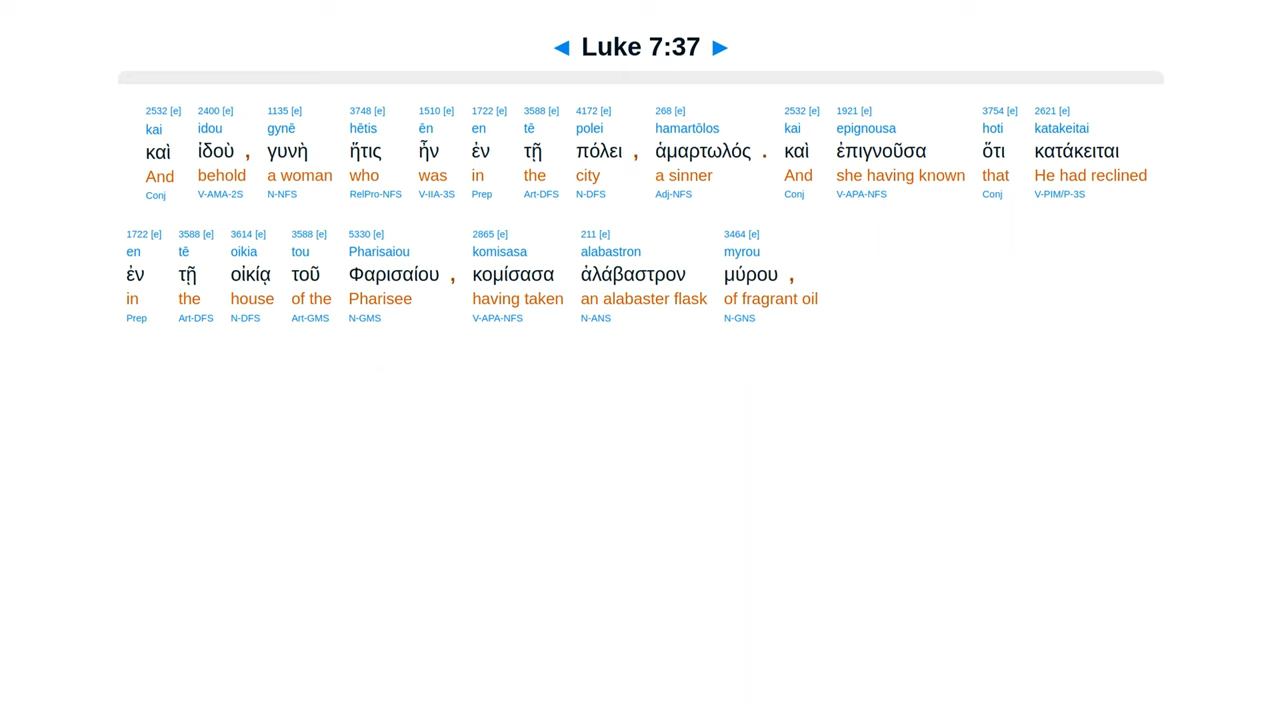 ◄ Luke 7:37 ►
2532 [e] 2400 [e] 1135 [e] 3748 [e] 1510 [e] 1722 [e] 3588 [e] 4172 [e] 268 [e] 2532 [e] 1921 [e] 3754 [e] 2621 [e]
kai idou gynē hētis ēn en tē polei hamartōlos kai epignousa hoti katakeitai
καὶ ἰδοὺ , γυνὴ ἥτις ἦν ἐν τῇ πόλει , ἁμαρτωλός . καὶ ἐπιγνοῦσα ὅτι κατάκειται
And behold a woman who was in the city a sinner And she having known that He had reclined
Conj V-AMA-2S N-NFS RelPro-NFS V-IIA-3S Prep Art-DFS N-DFS Adj-NFS Conj V-APA-NFS Conj V-PIM/P-3S
1722 [e] 3588 [e] 3614 [e] 3588 [e] 5330 [e] 2865 [e] 211 [e] 3464 [e]
en tē oikia tou Pharisaiou komisasa alabastron myrou
ἐν τῇ οἰκίᾳ τοῦ Φαρισαίου , κομίσασα ἀλάβαστρον μύρου ,
in the house of the Pharisee having taken an alabaster flask of fragrant oil
Prep Art-DFS N-DFS Art-GMS N-GMS V-APA-NFS N-ANS N-GNS